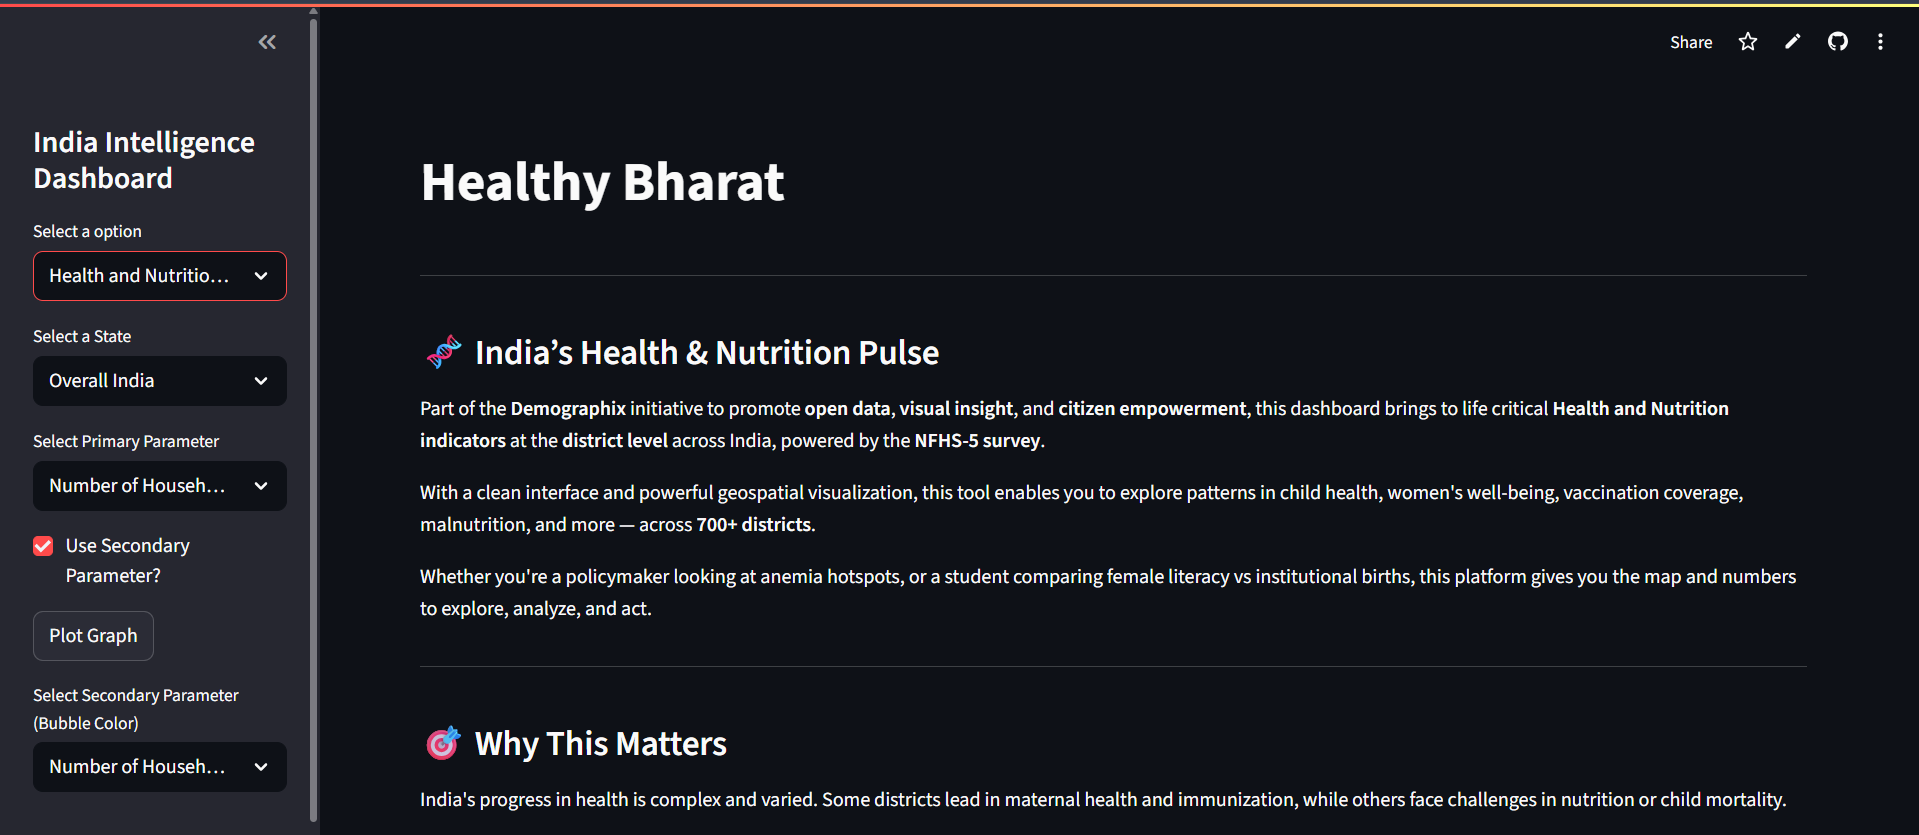 Share
India Intelligence
Dashboard
Select a option
Health and Nutritio...
Select a State
Overall India
Select Primary Parameter
Number of Househ...
Use Secondary
Parameter?
Plot Graph
Select Secondary Parameter
(Bubble Color)
Number of Househ...
Healthy Bharat
India’s Health & Nutrition Pulse
Part of the Demographix initiative to promote open data, visual insight, and citizen empowerment, this dashboard brings to life critical Health and Nutrition
indicators at the district level across India, powered by the NFHS-5 survey.
With a clean interface and powerful geospatial visualization, this tool enables you to explore patterns in child health, women's well-being, vaccination coverage,
malnutrition, and more — across 700+ districts.
Whether you're a policymaker looking at anemia hotspots, or a student comparing female literacy vs institutional births, this platform gives you the map and numbers
to explore, analyze, and act.
Why This Matters
India's progress in health is complex and varied. Some districts lead in maternal health and immunization, while others face challenges in nutrition or child mortality.